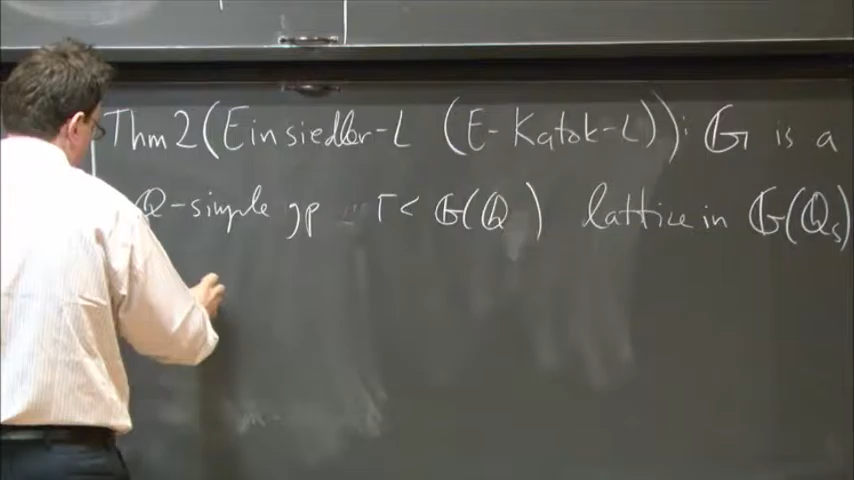 Thm 2 (Einsiedler-L (E-Katok-L)): 𝔾 is a
ℚ-simple gp Γ < 𝔾(ℚ) lattice in 𝔾(ℚ_S)